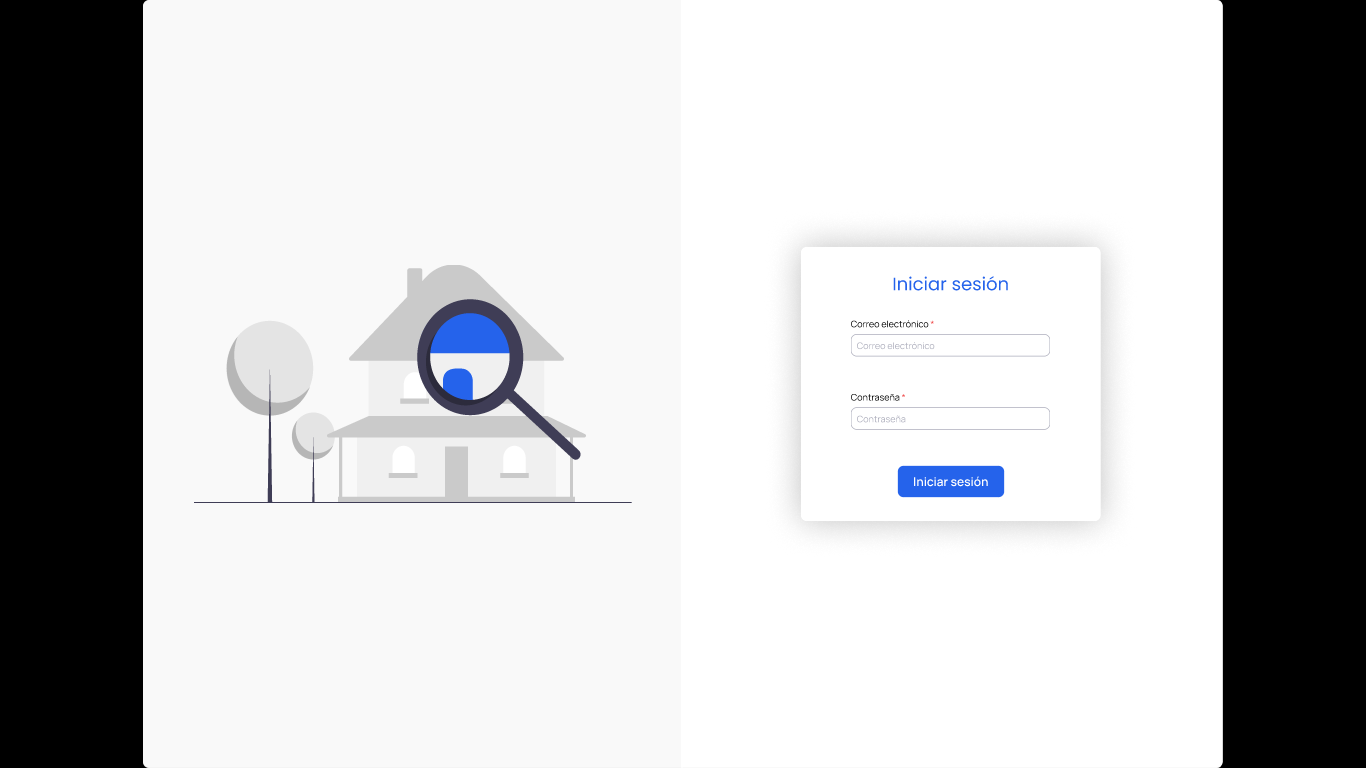 Iniciar sesión
Correo electrónico *
Correo electrónico
Contraseña *
Contraseña
Iniciar sesión